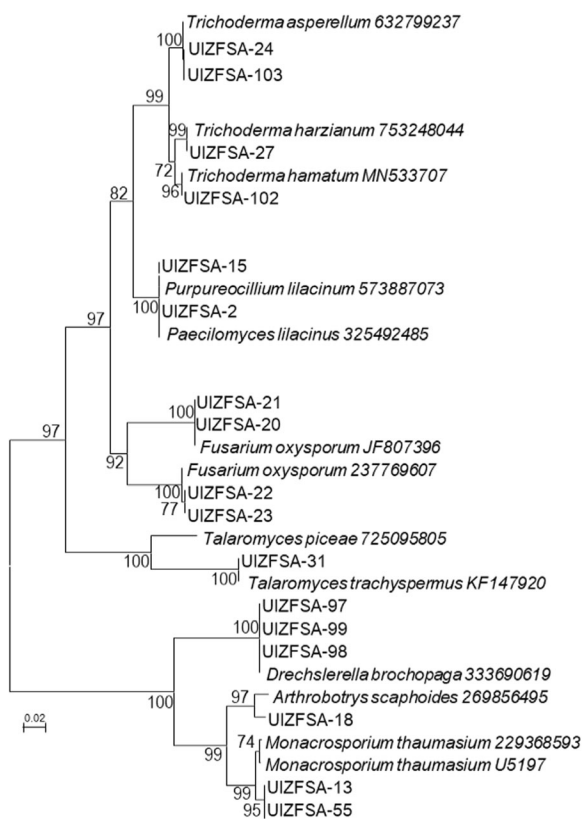 Trichoderma asperellum 632799237
100
UIZFSA-24
UIZFSA-103
99
99
Trichoderma harzianum 753248044
UIZFSA-27
72
Trichoderma hamatum MN533707
96
UIZFSA-102
82
UIZFSA-15
Purpureocillium lilacinum 573887073
100
UIZFSA-2
Paecilomyces lilacinus 325492485
97
UIZFSA-21
100
UIZFSA-20
Fusarium oxysporum JF807396
97
92
Fusarium oxysporum 237769607
100
UIZFSA-22
77
UIZFSA-23
Talaromyces piceae 725095805
100
UIZFSA-31
100
Talaromyces trachyspermus KF147920
UIZFSA-97
100
UIZFSA-99
UIZFSA-98
Drechslerella brochopaga 333690619
100
97
Arthrobotrys scaphoides 269856495
UIZFSA-18
0.02
99
74
Monacrosporium thaumasium 229368593
Monacrosporium thaumasium U5197
99
UIZFSA-13
95
UIZFSA-55